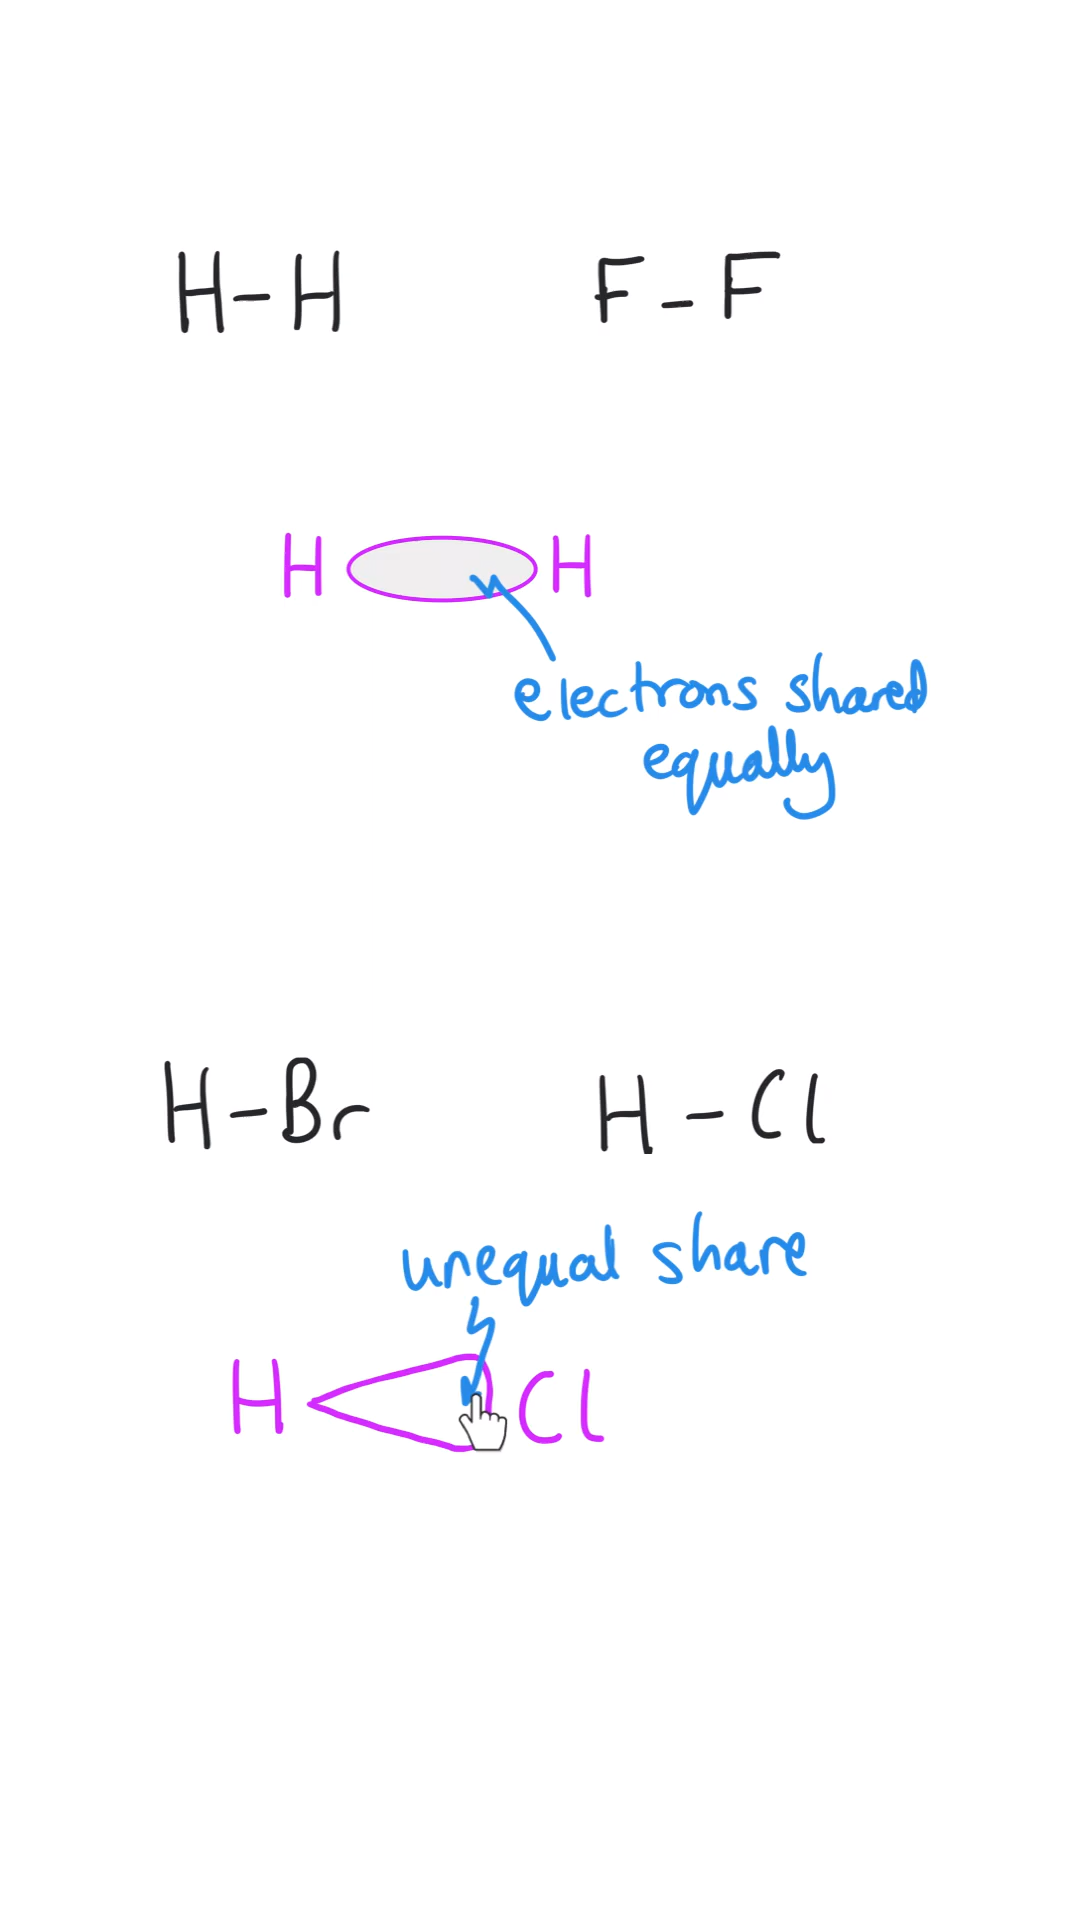 H-H F-F
H H
electrons shared
equally
H-Br H-Cl
unequal share
H Cl